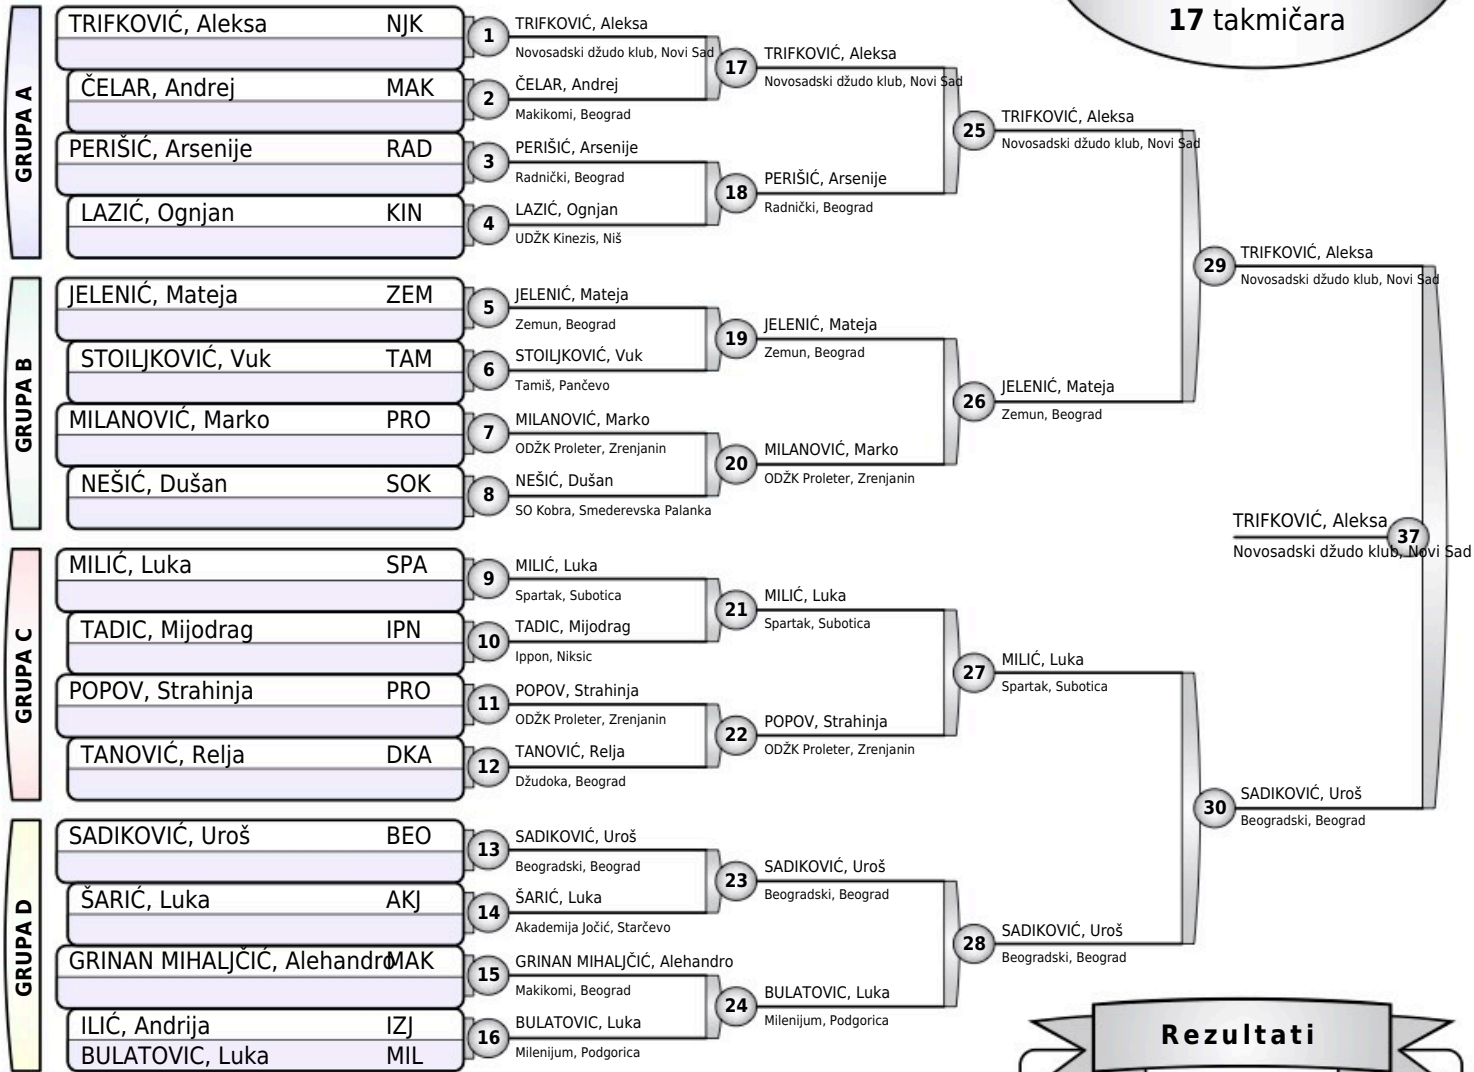 17 takmičara
GRUPA A
TRIFKOVIĆ, Aleksa NJK
ČELAR, Andrej MAK
PERIŠIĆ, Arsenije RAD
LAZIĆ, Ognjan KIN
GRUPA B
JELENIĆ, Mateja ZEM
STOILJKOVIĆ, Vuk TAM
MILANOVIĆ, Marko PRO
NEŠIĆ, Dušan SOK
GRUPA C
MILIĆ, Luka SPA
TADIC, Mijodrag IPN
POPOV, Strahinja PRO
TANOVIĆ, Relja DKA
GRUPA D
SADIKOVIĆ, Uroš BEO
ŠARIĆ, Luka AKJ
GRINAN MIHALJČIĆ, Alehandro MAK
ILIĆ, Andrija IZJ
BULATOVIC, Luka MIL
1 TRIFKOVIĆ, Aleksa
Novosadski džudo klub, Novi Sad
2 ČELAR, Andrej
Makikomi, Beograd
3 PERIŠIĆ, Arsenije
Radnički, Beograd
4 LAZIĆ, Ognjan
UDŽK Kinezis, Niš
5 JELENIĆ, Mateja
Zemun, Beograd
6 STOILJKOVIĆ, Vuk
Tamiš, Pančevo
7 MILANOVIĆ, Marko
ODŽK Proleter, Zrenjanin
8 NEŠIĆ, Dušan
SO Kobra, Smederevska Palanka
9 MILIĆ, Luka
Spartak, Subotica
10 TADIC, Mijodrag
Ippon, Niksic
11 POPOV, Strahinja
ODŽK Proleter, Zrenjanin
12 TANOVIĆ, Relja
Džudoka, Beograd
13 SADIKOVIĆ, Uroš
Beogradski, Beograd
14 ŠARIĆ, Luka
Akademija Jočić, Starčevo
15 GRINAN MIHALJČIĆ, Alehandro
Makikomi, Beograd
16 BULATOVIC, Luka
Milenijum, Podgorica
17 TRIFKOVIĆ, Aleksa
Novosadski džudo klub, Novi Sad
18 PERIŠIĆ, Arsenije
Radnički, Beograd
19 JELENIĆ, Mateja
Zemun, Beograd
20 MILANOVIĆ, Marko
ODŽK Proleter, Zrenjanin
21 MILIĆ, Luka
Spartak, Subotica
22 POPOV, Strahinja
ODŽK Proleter, Zrenjanin
23 SADIKOVIĆ, Uroš
Beogradski, Beograd
24 BULATOVIC, Luka
Milenijum, Podgorica
25 TRIFKOVIĆ, Aleksa
Novosadski džudo klub, Novi Sad
26 JELENIĆ, Mateja
Zemun, Beograd
27 MILIĆ, Luka
Spartak, Subotica
28 SADIKOVIĆ, Uroš
Beogradski, Beograd
29 TRIFKOVIĆ, Aleksa
Novosadski džudo klub, Novi Sad
30 SADIKOVIĆ, Uroš
Beogradski, Beograd
TRIFKOVIĆ, Aleksa 37
Novosadski džudo klub, Novi Sad
Rezultati